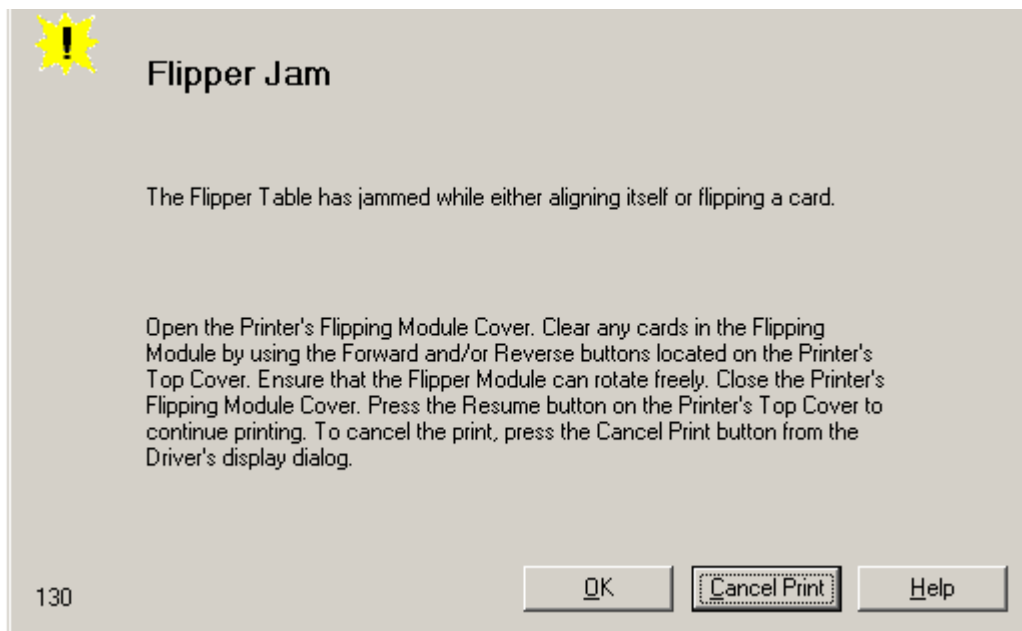 !
Flipper Jam
The Flipper Table has jammed while either aligning itself or flipping a card.
Open the Printer's Flipping Module Cover. Clear any cards in the Flipping
Module by using the Forward and/or Reverse buttons located on the Printer's
Top Cover. Ensure that the Flipper Module can rotate freely. Close the Printer's
Flipping Module Cover. Press the Resume button on the Printer's Top Cover to
continue printing. To cancel the print, press the Cancel Print button from the
Driver's display dialog.
130 OK Cancel Print Help